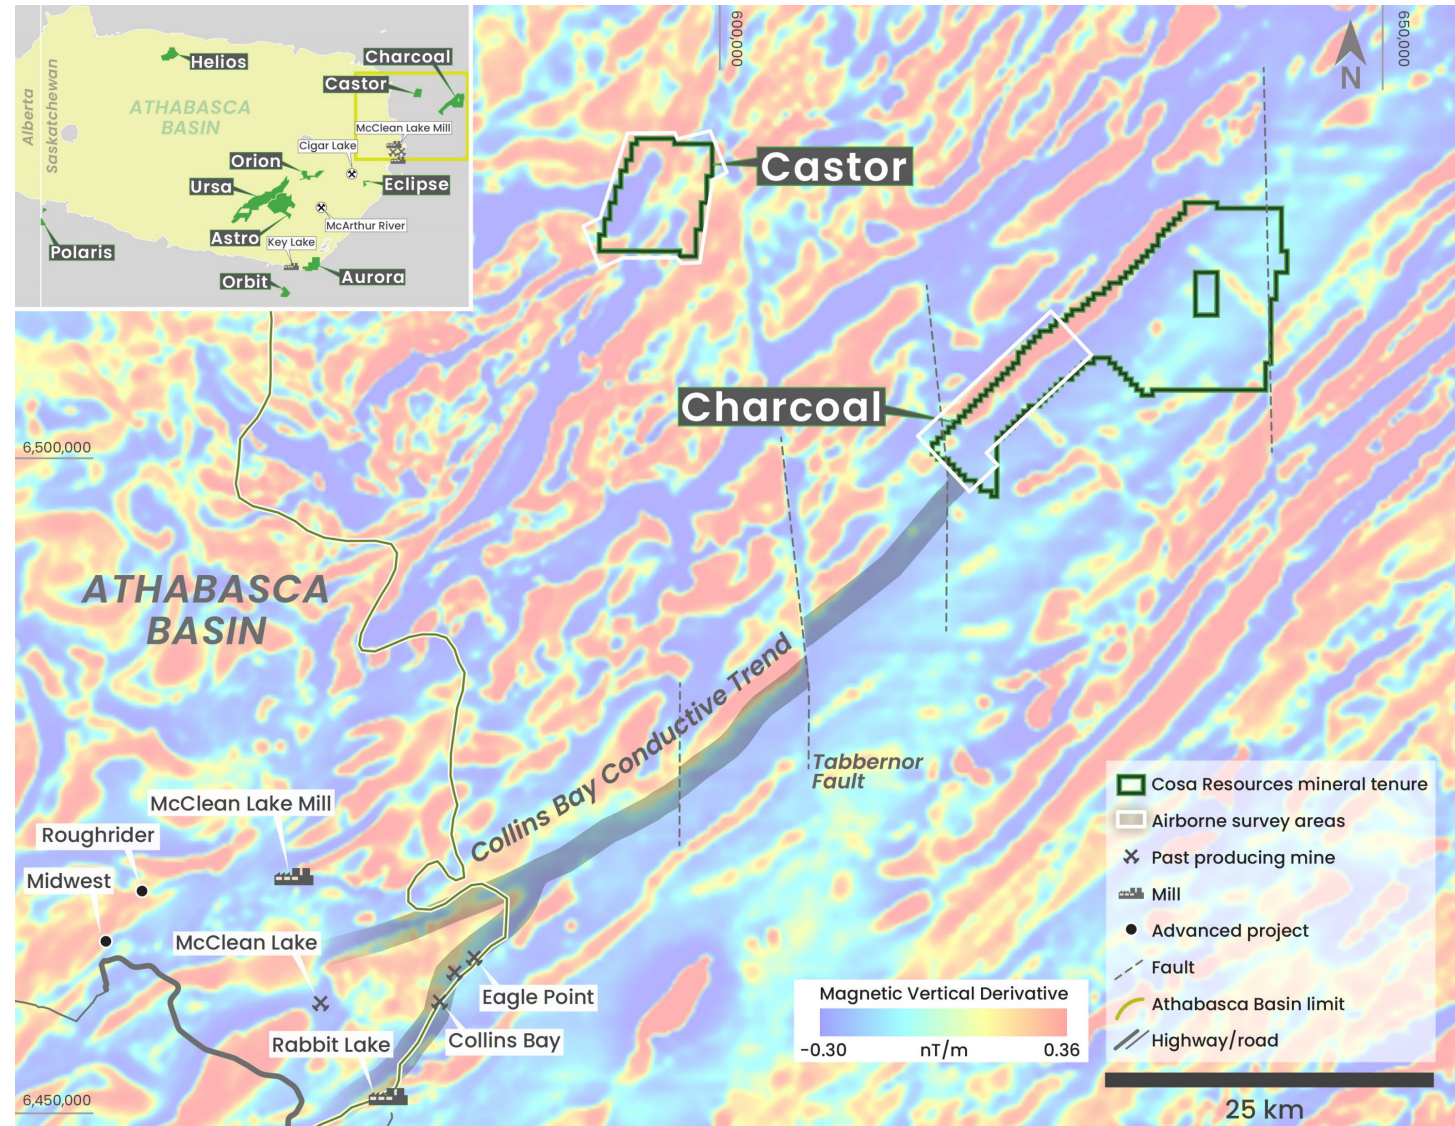 Alberta
Saskatchewan
Helios
Charcoal
Castor
ATHABASCA
BASIN
McClean Lake Mill
Cigar Lake
Orion
Ursa
Eclipse
McArthur River
Astro
Key Lake
Polaris
Orbit
Aurora
600,000
650,000
N
Castor
Charcoal
6,500,000
ATHABASCA
BASIN
Collins Bay Conductive Trend
Tabbernor
Fault
McClean Lake Mill
Roughrider
Midwest
McClean Lake
Eagle Point
Collins Bay
Rabbit Lake
6,450,000
Magnetic Vertical Derivative
−0.30 nT/m 0.36
Cosa Resources mineral tenure
Airborne survey areas
Past producing mine
Mill
Advanced project
Fault
Athabasca Basin limit
Highway/road
25 km